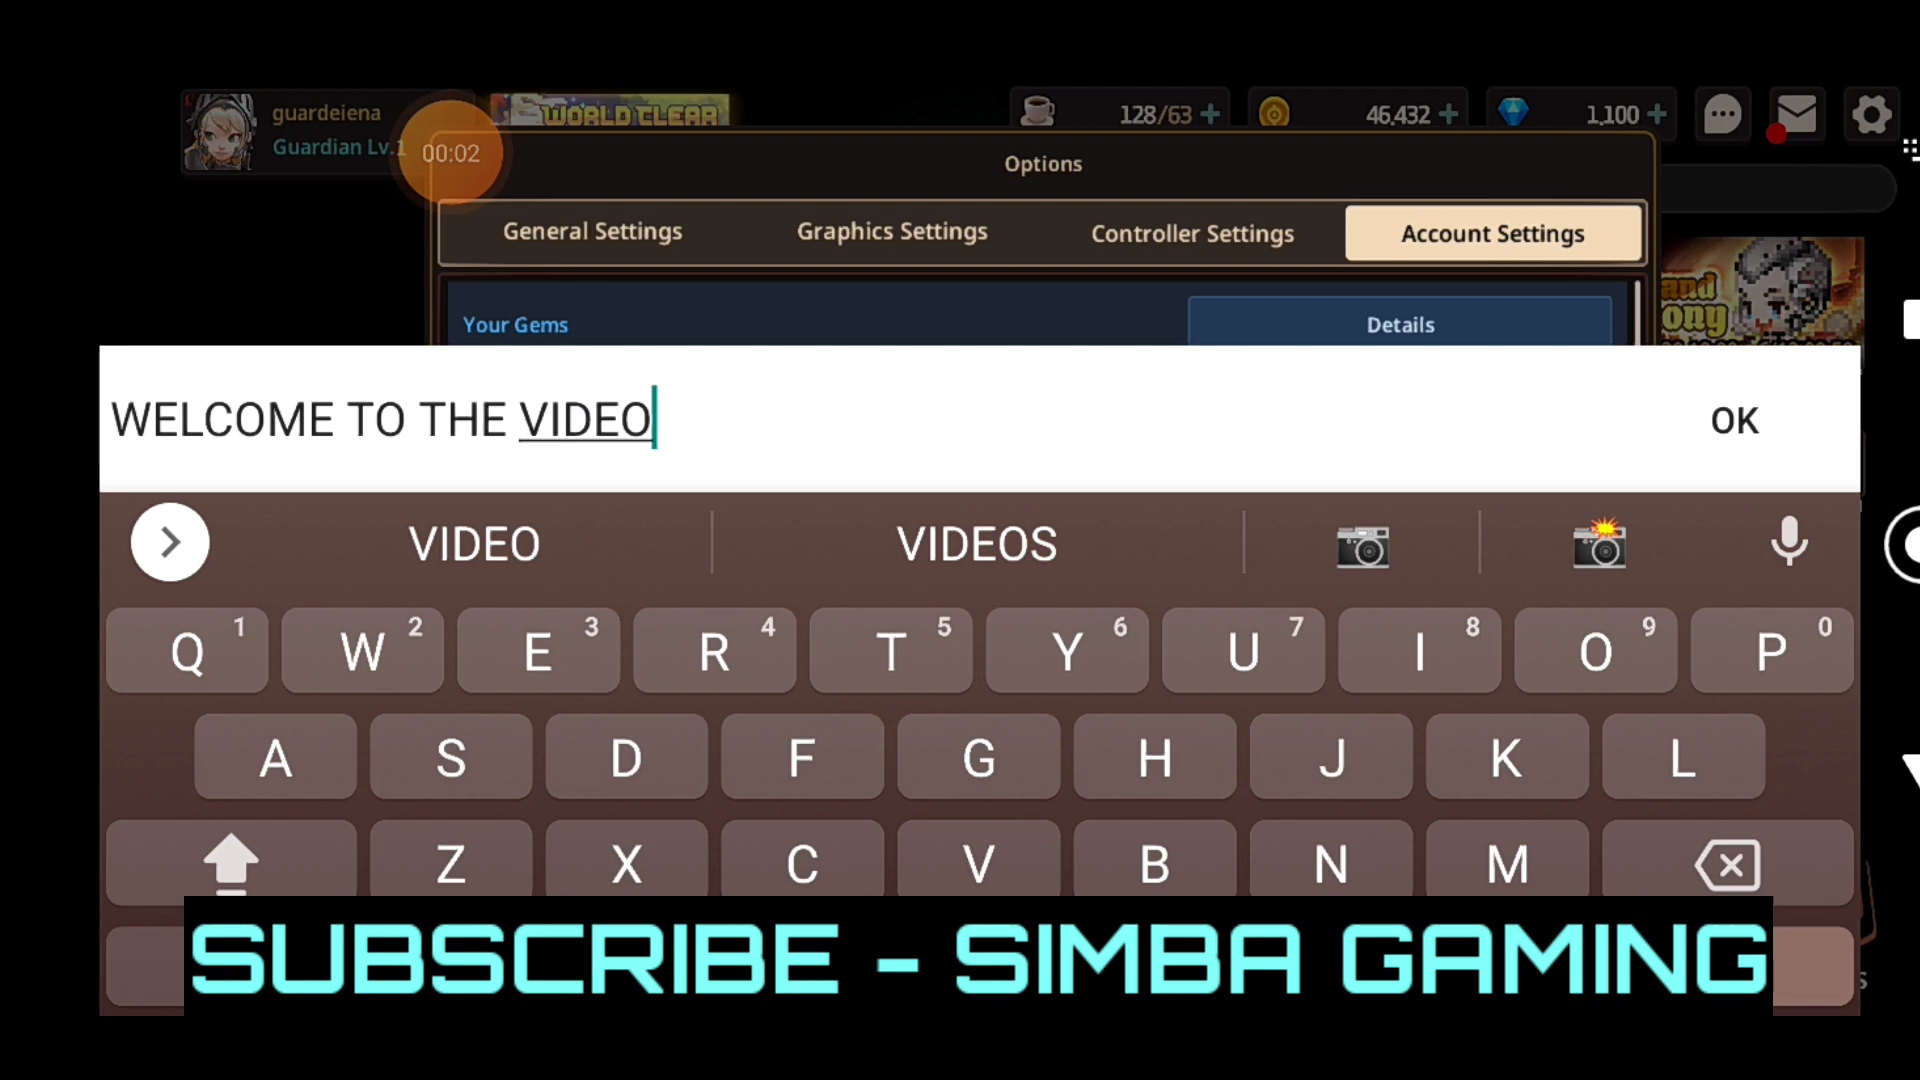 guardeiena
Guardian Lv.1
00:02
WORLD CLEAR
128/63
46,432
1,100
Options
General Settings
Graphics Settings
Controller Settings
Account Settings
Your Gems
Details
WELCOME TO THE VIDEO
OK
VIDEO
VIDEOS
Q 1 W 2 E 3 R 4 T 5 Y 6 U 7 I 8 O 9 P 0
A S D F G H J K L
Z X C V B N M
SUBSCRIBE - SIMBA GAMING